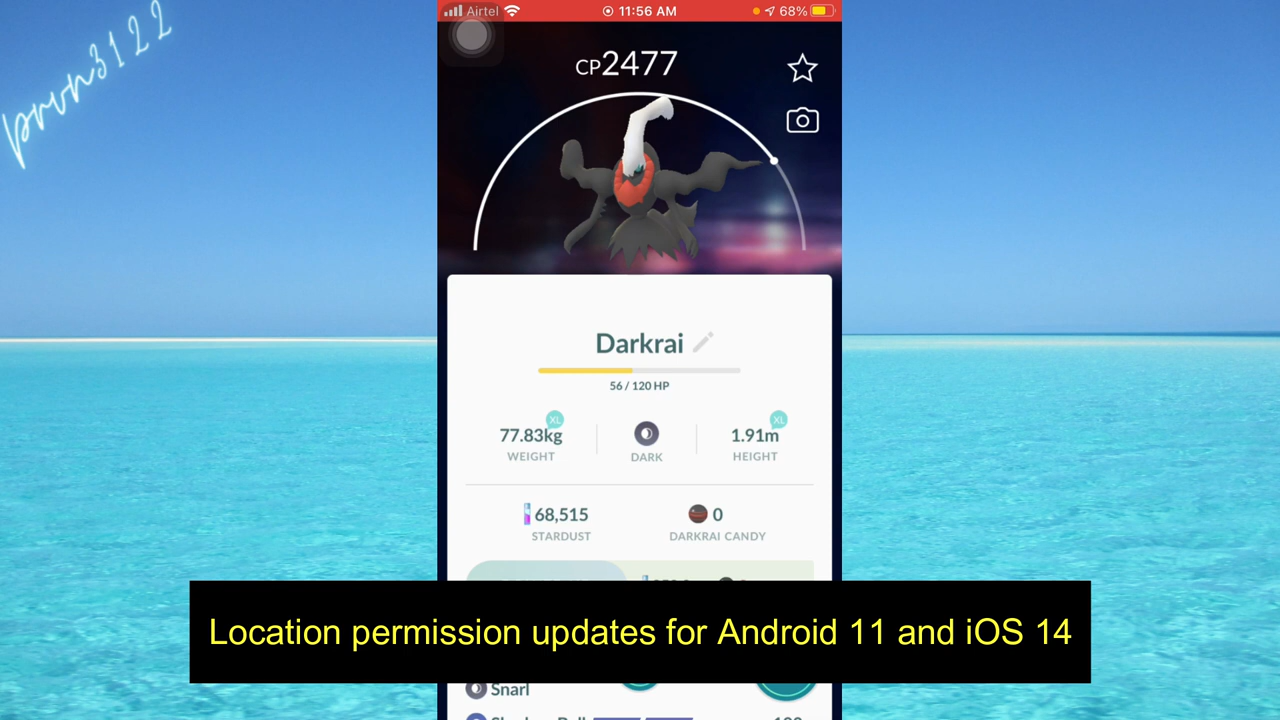 prvn3122
Airtel 11:56 AM 68%
CP2477
Darkrai
56 / 120 HP
XL XL
77.83kg 1.91m
WEIGHT DARK HEIGHT
68,515 0
STARDUST DARKRAI CANDY
Location permission updates for Android 11 and iOS 14
Snarl